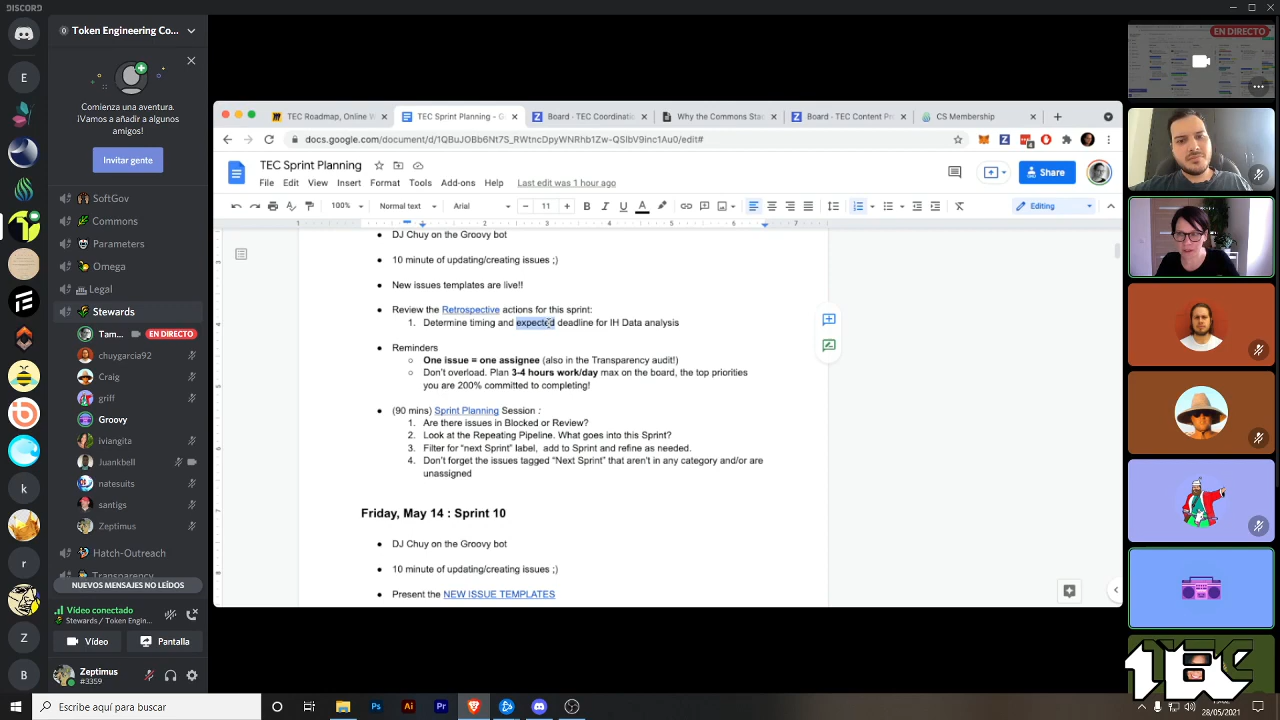 DISCORD
Token Engineering Co...
Comienza una aventura.
¡Invitemos a algunos
amigos!
Invitar gente
SoftGov
Gravity
Parameters
Omega
Legal
Stewards
Tam...
EN DIRECTO
chuygarcia92
Craig
griff
Groovy
iviangita
Juankbell
natesuits
santigs
Zeptimus
Hatch-Outreach
Transparency
NUEVOS MENSAJES NO LEÍDOS
Vídeo conectado
Stewards / Token Engin...
Vídeo
Pantalla
Zeptimus
#3359
E
r
Z
TEC Roadmap, Online W
TEC Sprint Planning - G
Board · TEC Coordinatio
Why the Commons Stac
Board · TEC Content Pr
CS Membership
docs.google.com/document/d/1QBuJOBb6Nt7S_RWtncDpyWNRhb1Zw-QSIbV9inc1Au0/edit#
TEC Sprint Planning
File Edit View Insert Format Tools Add-ons Help Last edit was 1 hour ago
Share
100% Normal text Arial 11 B I U A Editing
DJ Chuy on the Groovy bot
10 minute of updating/creating issues ;)
New issues templates are live!!
Review the Retrospective actions for this sprint:
1. Determine timing and expected deadline for IH Data analysis
Reminders
One issue = one assignee (also in the Transparency audit!)
Don't overload. Plan 3-4 hours work/day max on the board, the top priorities
you are 200% committed to completing!
(90 mins) Sprint Planning Session :
1. Are there issues in Blocked or Review?
2. Look at the Repeating Pipeline. What goes into this Sprint?
3. Filter for "next Sprint" label, add to Sprint and refine as needed.
4. Don't forget the issues tagged "Next Sprint" that aren't in any category and/or are
unassigned
Friday, May 14 : Sprint 10
DJ Chuy on the Groovy bot
10 minute of updating/creating issues ;)
Present the NEW ISSUE TEMPLATES
EN DIRECTO
TEC
Escribe aquí para buscar
28/05/2021